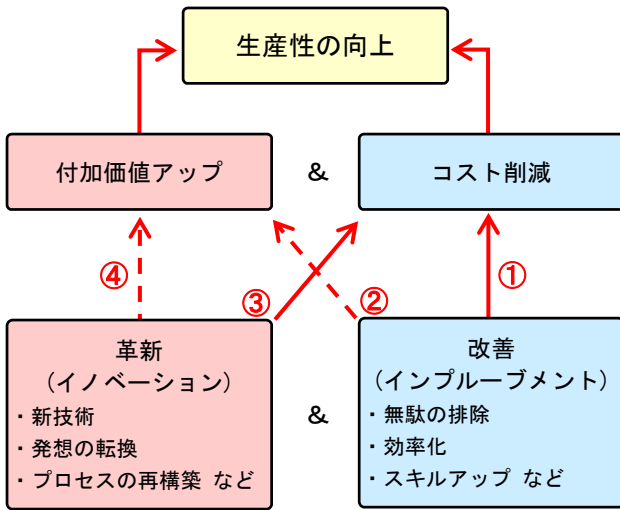 生産性の向上
付加価値アップ
&
コスト削減
④
③
②
①
革新
(イノベーション)
・新技術
・発想の転換
・プロセスの再構築 など
&
改善
(インプルーブメント)
・無駄の排除
・効率化
・スキルアップ など